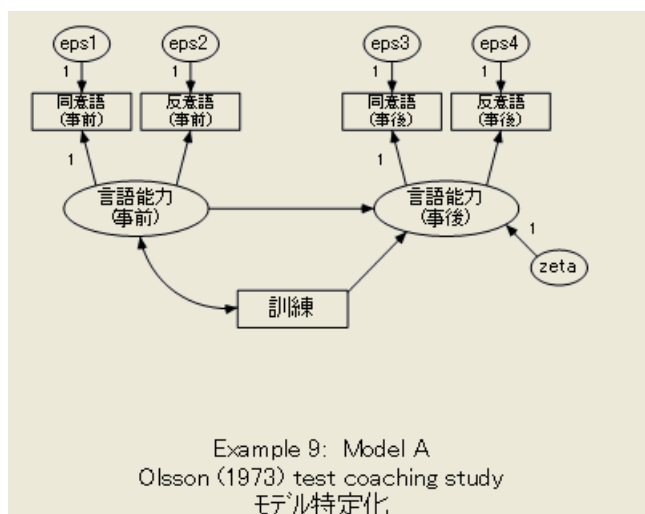 eps1
eps2
eps3
eps4
1
1
1
1
同意語
(事前)
反意語
(事前)
同意語
(事後)
反意語
(事後)
1
1
言語能力
(事前)
言語能力
(事後)
1
zeta
訓練
Example 9: Model A
Olsson (1973) test coaching study
モデル特定化